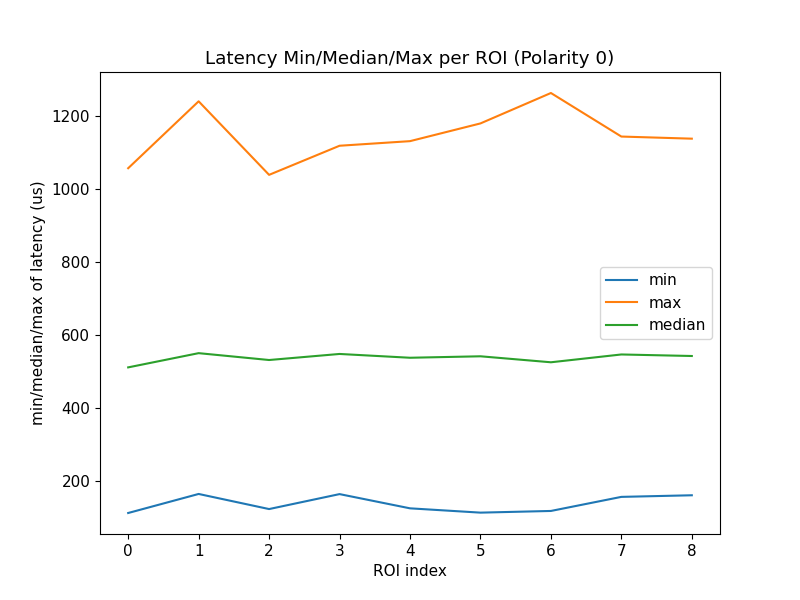 Latency Min/Median/Max per ROI (Polarity 0)
min/median/max of latency (us)
1200
1000
800
600
400
200
min
max
median
0 1 2 3 4 5 6 7 8
ROI index